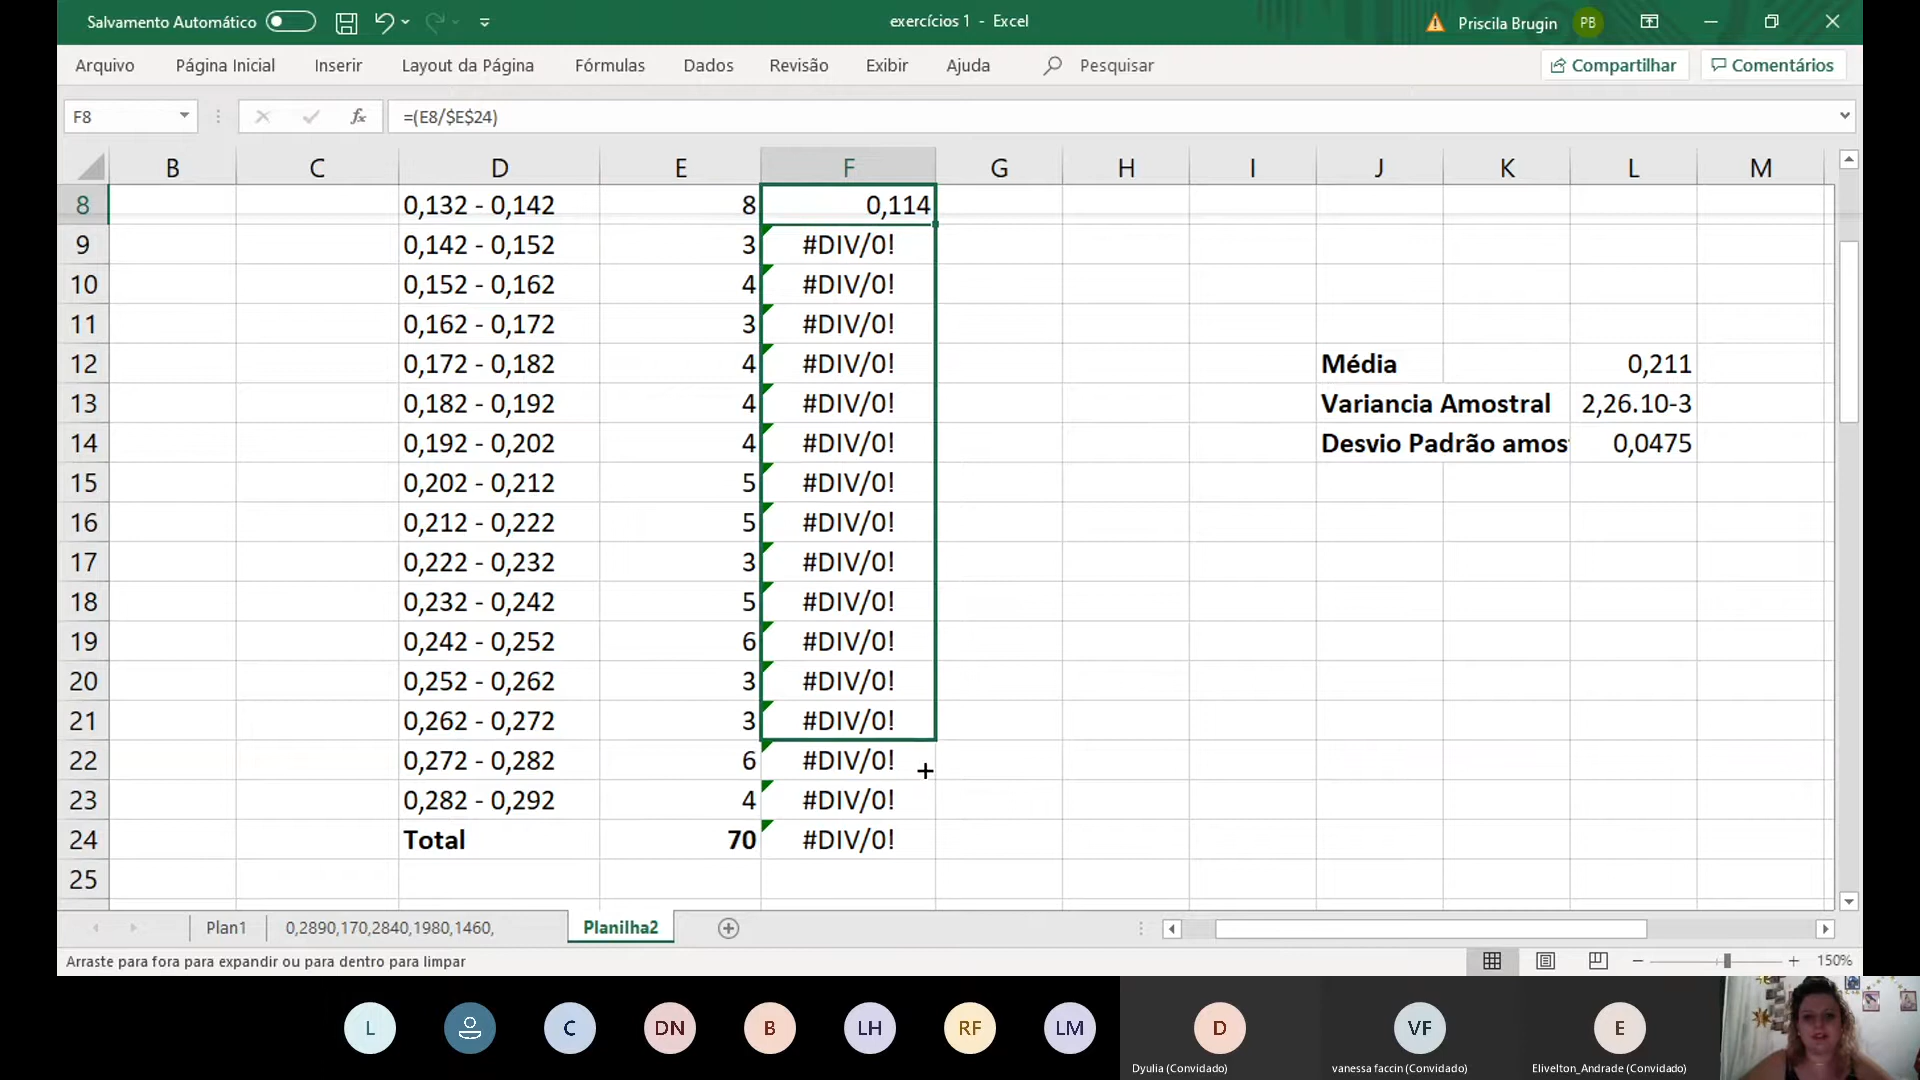 Salvamento Automático
exercícios 1 - Excel
Priscila Brugin PB
Arquivo Página Inicial Inserir Layout da Página Fórmulas Dados Revisão Exibir Ajuda Pesquisar Compartilhar Comentários
F8 fx =(E8/$E$24)
B C D E F G H I J K L M
8 0,132 - 0,142 8 0,114
9 0,142 - 0,152 3 #DIV/0!
10 0,152 - 0,162 4 #DIV/0!
11 0,162 - 0,172 3 #DIV/0!
12 0,172 - 0,182 4 #DIV/0! Média 0,211
13 0,182 - 0,192 4 #DIV/0! Variancia Amostral 2,26.10-3
14 0,192 - 0,202 4 #DIV/0! Desvio Padrão amos 0,0475
15 0,202 - 0,212 5 #DIV/0!
16 0,212 - 0,222 5 #DIV/0!
17 0,222 - 0,232 3 #DIV/0!
18 0,232 - 0,242 5 #DIV/0!
19 0,242 - 0,252 6 #DIV/0!
20 0,252 - 0,262 3 #DIV/0!
21 0,262 - 0,272 3 #DIV/0!
22 0,272 - 0,282 6 #DIV/0!
23 0,282 - 0,292 4 #DIV/0!
24 Total 70 #DIV/0!
25
Plan1 0,2890,170,2840,1980,1460, Planilha2
Arraste para fora para expandir ou para dentro para limpar 150%
L C DN B LH RF LM D VF E
Dyulia (Convidado) vanessa faccin (Convidado) Elivelton_Andrade (Convidado)